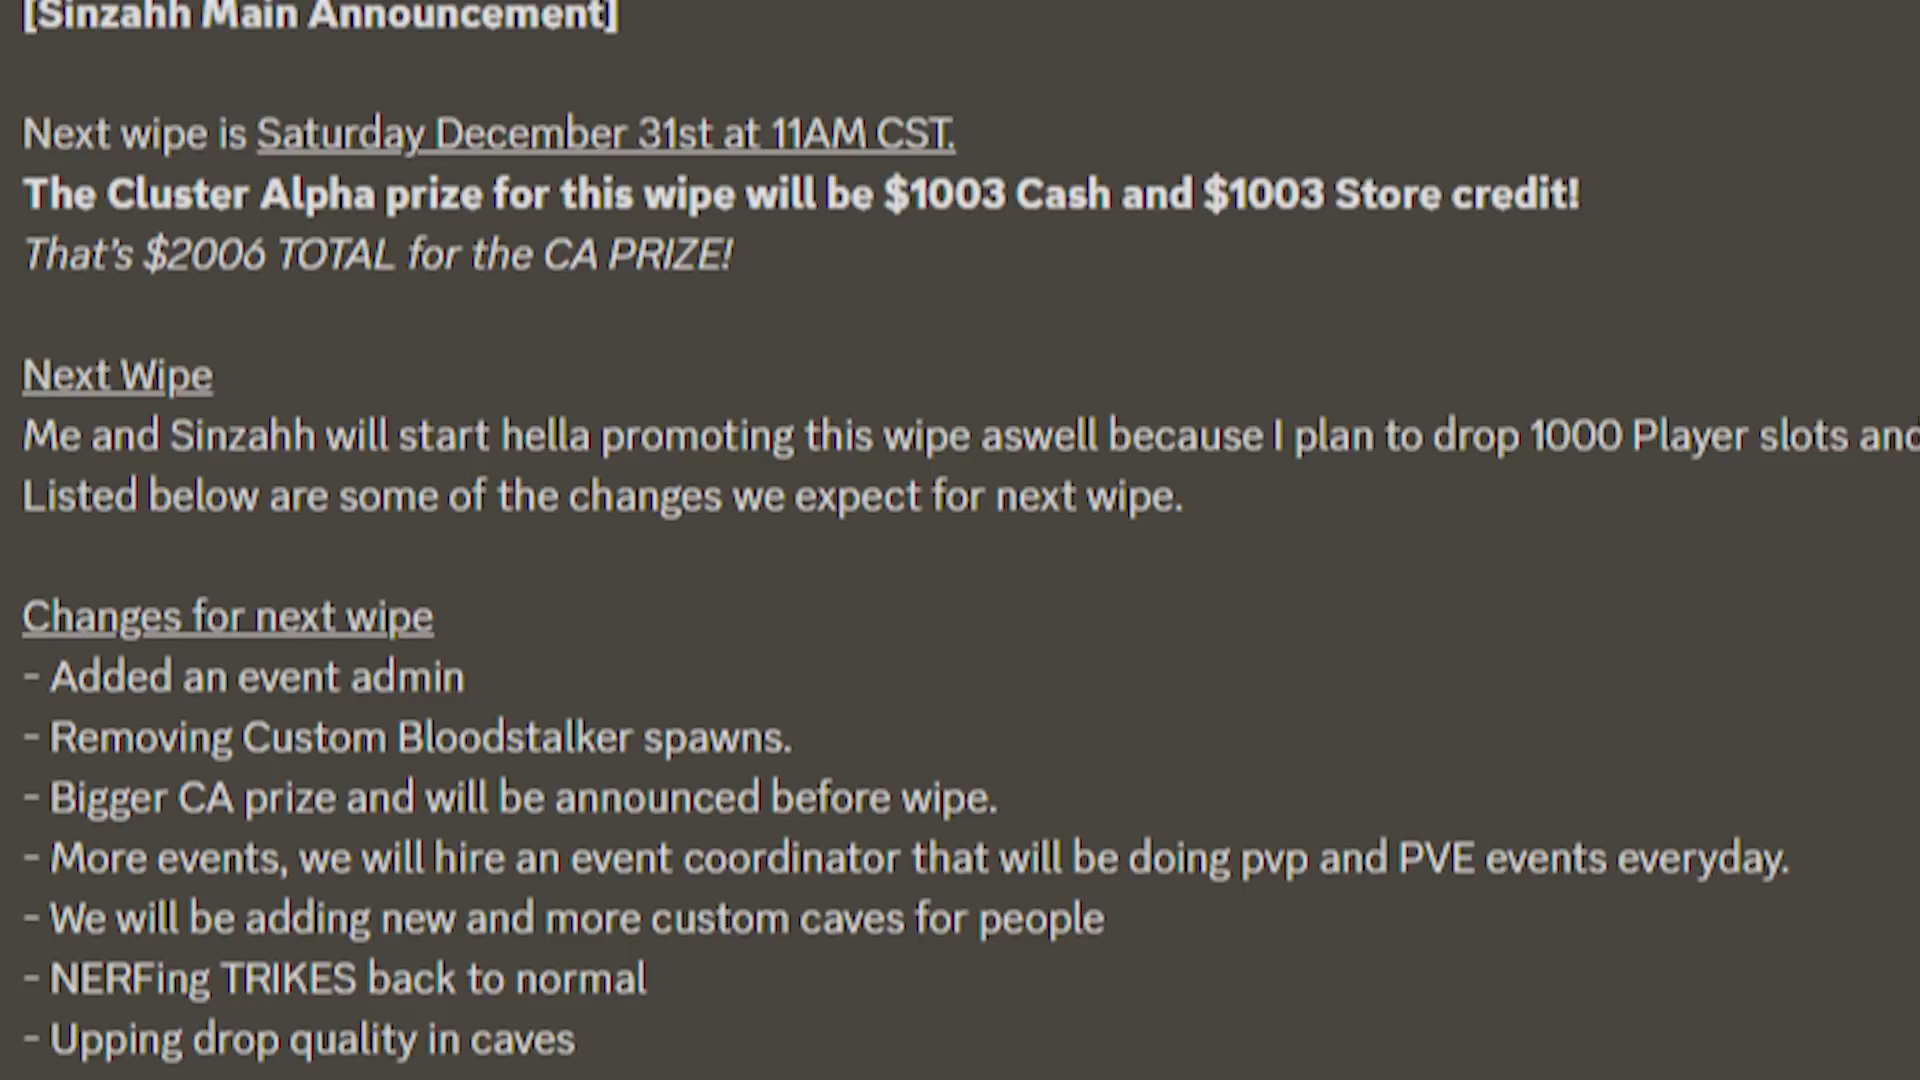 [Sinzahh Main Announcement]
Next wipe is Saturday December 31st at 11AM CST.
The Cluster Alpha prize for this wipe will be $1003 Cash and $1003 Store credit!
That's $2006 TOTAL for the CA PRIZE!
Next Wipe
Me and Sinzahh will start hella promoting this wipe aswell because I plan to drop 1000 Player slots and
Listed below are some of the changes we expect for next wipe.
Changes for next wipe
- Added an event admin
- Removing Custom Bloodstalker spawns.
- Bigger CA prize and will be announced before wipe.
- More events, we will hire an event coordinator that will be doing pvp and PVE events everyday.
- We will be adding new and more custom caves for people
- NERFing TRIKES back to normal
- Upping drop quality in caves